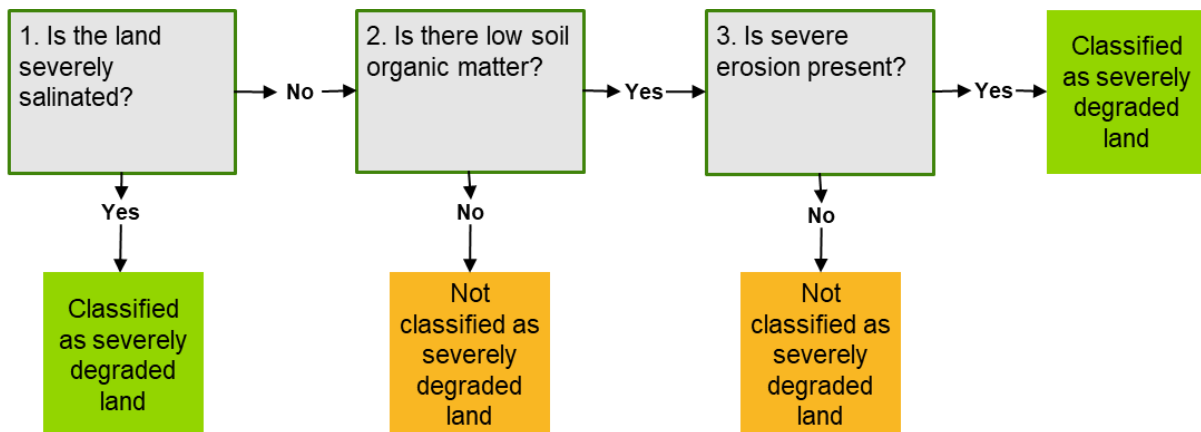 1. Is the land
severely
salinated?
No
2. Is there low soil
organic matter?
Yes
3. Is severe
erosion present?
Yes
Classified
as severely
degraded
land
Yes
No
No
Classified
as severely
degraded
land
Not
classified as
severely
degraded
land
Not
classified as
severely
degraded
land